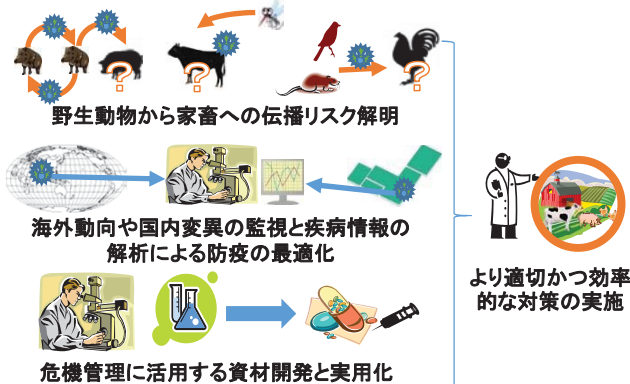 ?
?
?
野生動物から家畜への伝播リスク解明
海外動向や国内変異の監視と疾病情報の
解析による防疫の最適化
より適切かつ効率
的な対策の実施
危機管理に活用する資材開発と実用化